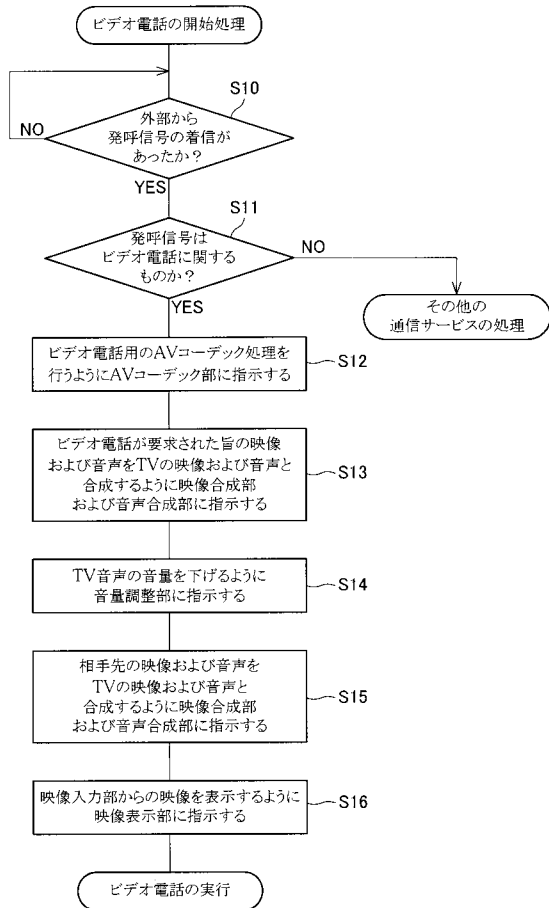 ビデオ電話の開始処理
S10
外部から
発呼信号の着信が
あったか？
NO
YES
S11
発呼信号は
ビデオ電話に関する
ものか？
NO
YES
その他の
通信サービスの処理
ビデオ電話用のAVコーデック処理を
行うようにAVコーデック部に指示する
S12
ビデオ電話が要求された旨の映像
および音声をTVの映像および音声と
合成するように映像合成部
および音声合成部に指示する
S13
TV音声の音量を下げるように
音量調整部に指示する
S14
相手先の映像および音声を
TVの映像および音声と
合成するように映像合成部
および音声合成部に指示する
S15
映像入力部からの映像を表示するように
映像表示部に指示する
S16
ビデオ電話の実行